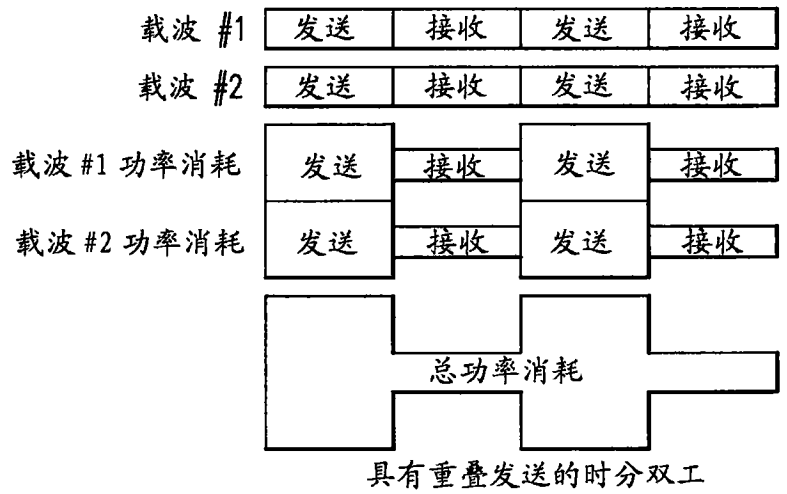 载波 #1 发送 接收 发送 接收
载波 #2 发送 接收 发送 接收
载波 #1 功率消耗 发送 接收 发送 接收
载波 #2 功率消耗 发送 接收 发送 接收
总功率消耗
具有重叠发送的时分双工